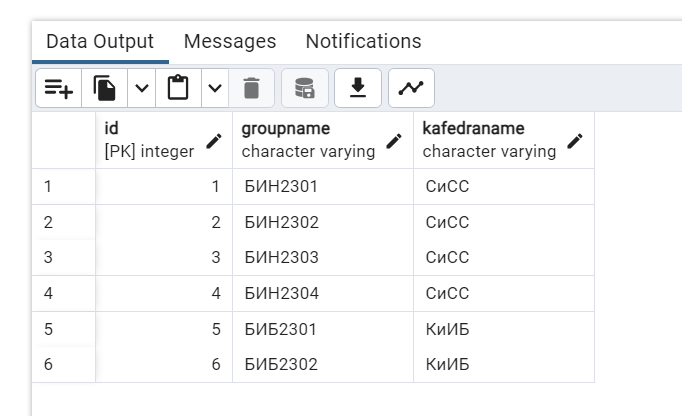 Data Output Messages Notifications
id groupname kafedraname
[PK] integer character varying character varying
1 1 БИН2301 СиСС
2 2 БИН2302 СиСС
3 3 БИН2303 СиСС
4 4 БИН2304 СиСС
5 5 БИБ2301 КиИБ
6 6 БИБ2302 КиИБ